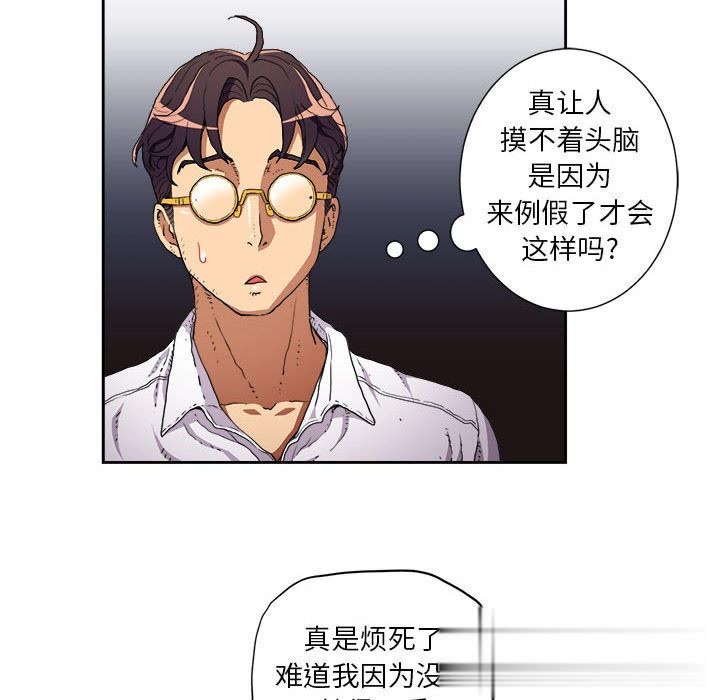 真让人
摸不着头脑
是因为
来例假了才会
这样吗?
真是烦死了
难道我因为没